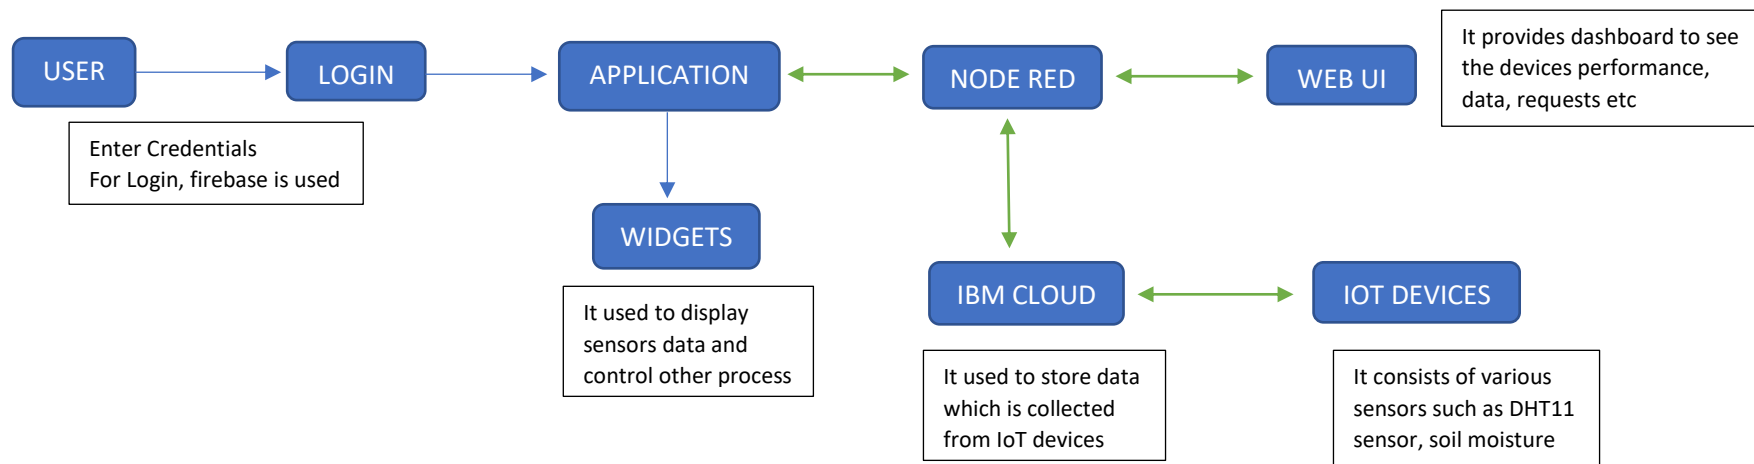 USER
LOGIN
APPLICATION
NODE RED
WEB UI
It provides dashboard to see
the devices performance,
data, requests etc
Enter Credentials
For Login, firebase is used
WIDGETS
It used to display
sensors data and
control other process
IBM CLOUD
IOT DEVICES
It used to store data
which is collected
from IoT devices
It consists of various
sensors such as DHT11
sensor, soil moisture